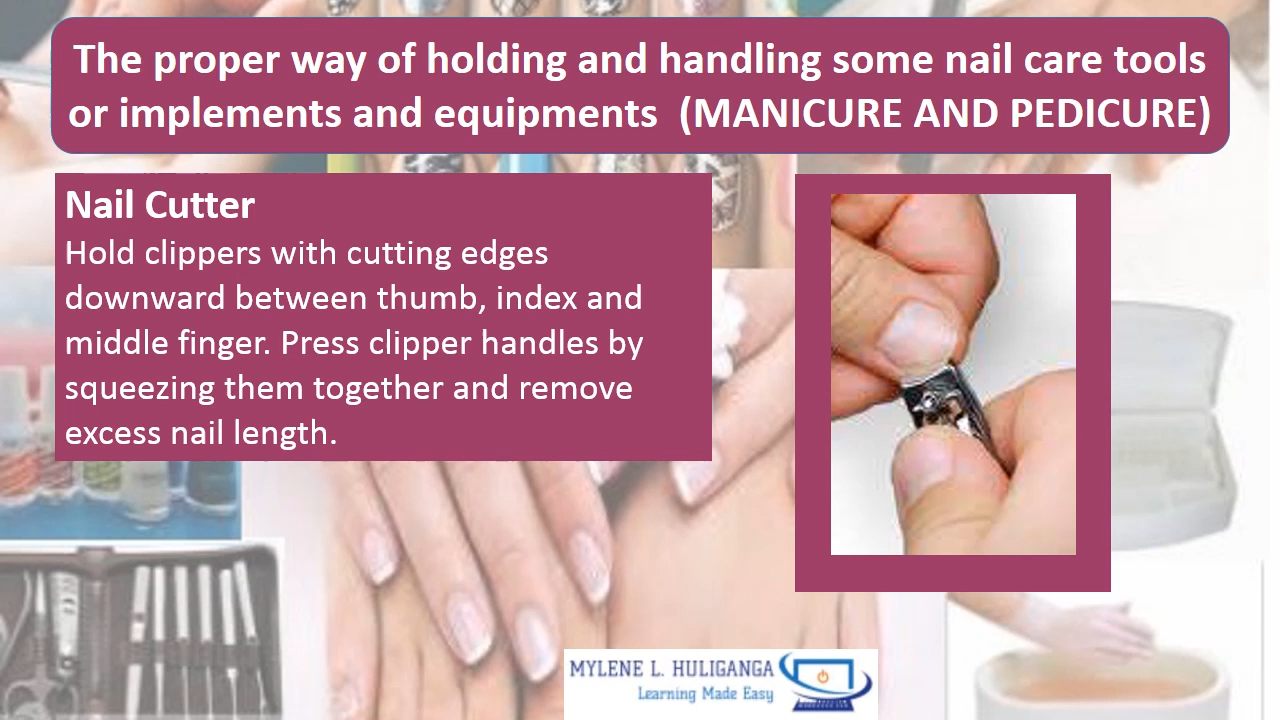 The proper way of holding and handling some nail care tools
or implements and equipments (MANICURE AND PEDICURE)
Nail Cutter
Hold clippers with cutting edges
downward between thumb, index and
middle finger. Press clipper handles by
squeezing them together and remove
excess nail length.
MYLENE L. HULIGANGA
Learning Made Easy